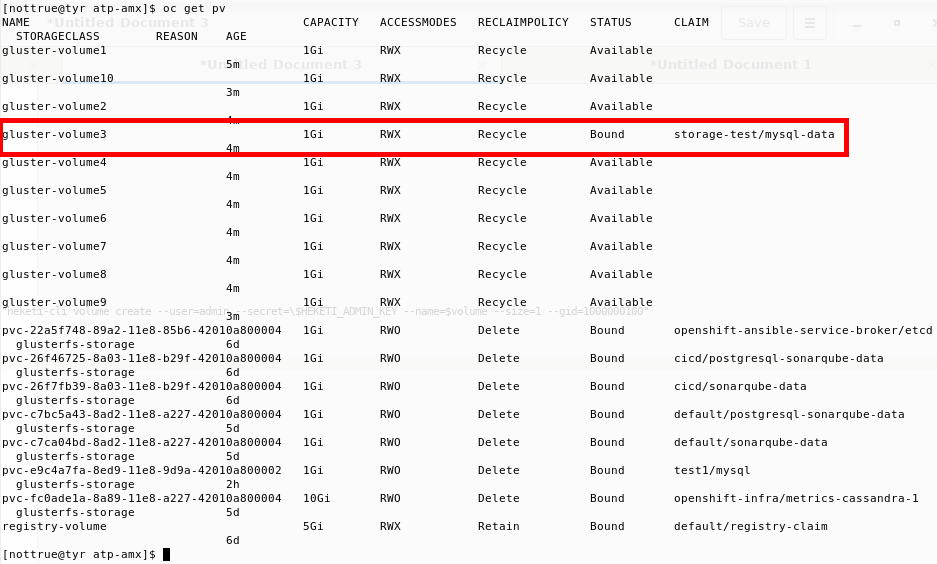 [nottrue@tyr atp-amx]$ oc get pv
*Untitled Document 3
Save
NAME CAPACITY ACCESSMODES RECLAIMPOLICY STATUS CLAIM
STORAGECLASS REASON AGE
gluster-volume1 1Gi RWX Recycle Available
*Untitled Document 3 *Untitled Document 1
5m
gluster-volume10 1Gi RWX Recycle Available
3m
gluster-volume2 1Gi RWX Recycle Available
4m
gluster-volume3 1Gi RWX Recycle Bound storage-test/mysql-data
4m
gluster-volume4 1Gi RWX Recycle Available
4m
gluster-volume5 1Gi RWX Recycle Available
4m
gluster-volume6 1Gi RWX Recycle Available
4m
gluster-volume7 1Gi RWX Recycle Available
4m
gluster-volume8 1Gi RWX Recycle Available
4m
gluster-volume9 1Gi RWX Recycle Available
"heketi-cli volume create --user=admin --secret=\$HEKETI_ADMIN_KEY --name=$volume --size=1 --gid=1000000100"
3m
pvc-22a5f748-89a2-11e8-85b6-42010a800004 1Gi RWO Delete Bound openshift-ansible-service-broker/etcd
glusterfs-storage 6d
pvc-26f46725-8a03-11e8-b29f-42010a800004 1Gi RWO Delete Bound cicd/postgresql-sonarqube-data
glusterfs-storage 6d
pvc-26f7fb39-8a03-11e8-b29f-42010a800004 1Gi RWO Delete Bound cicd/sonarqube-data
glusterfs-storage 6d
pvc-c7bc5a43-8ad2-11e8-a227-42010a800004 1Gi RWO Delete Bound default/postgresql-sonarqube-data
glusterfs-storage 5d
pvc-c7ca04bd-8ad2-11e8-a227-42010a800004 1Gi RWO Delete Bound default/sonarqube-data
glusterfs-storage 5d
pvc-e9c4a7fa-8ed9-11e8-9d9a-42010a800002 1Gi RWO Delete Bound test1/mysql
glusterfs-storage 2h
pvc-fc0ade1a-8a89-11e8-a227-42010a800004 10Gi RWO Delete Bound openshift-infra/metrics-cassandra-1
glusterfs-storage 5d
registry-volume 5Gi RWX Retain Bound default/registry-claim
6d
[nottrue@tyr atp-amx]$